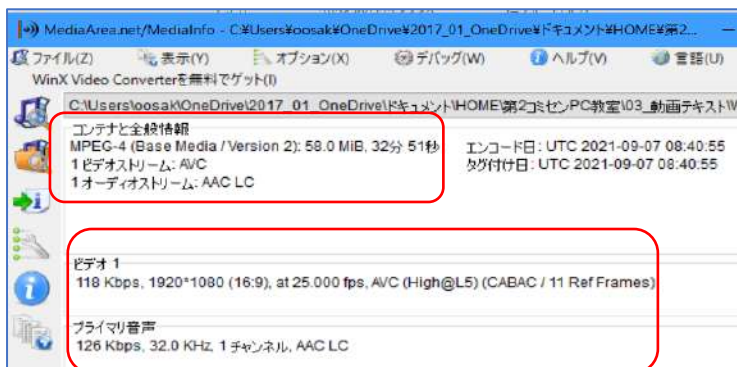 MediaArea.net/MediaInfo - C:¥Users¥oosak¥OneDrive¥2017_01_OneDrive¥ドキュメント¥HOME¥第2...
ファイル(Z) 表示(Y) オプション(X) デバッグ(W) ヘルプ(V) 言語(U)
WinX Video Converterを無料でゲット(I)
C:\Users\oosak\OneDrive\2017_01_OneDrive\ドキュメント\HOME\第2コミセンPC教室\03_動画テキスト\W
コンテナと全般情報
MPEG-4 (Base Media / Version 2): 58.0 MiB, 32分 51秒 エンコード日: UTC 2021-09-07 08:40:55
1 ビデオストリーム: AVC タグ付け日: UTC 2021-09-07 08:40:55
1 オーディオストリーム: AAC LC
ビデオ 1
118 Kbps, 1920*1080 (16:9), at 25.000 fps, AVC (High@L5) (CABAC / 11 Ref Frames)
プライマリ音声
126 Kbps, 32.0 KHz, 1 チャンネル, AAC LC